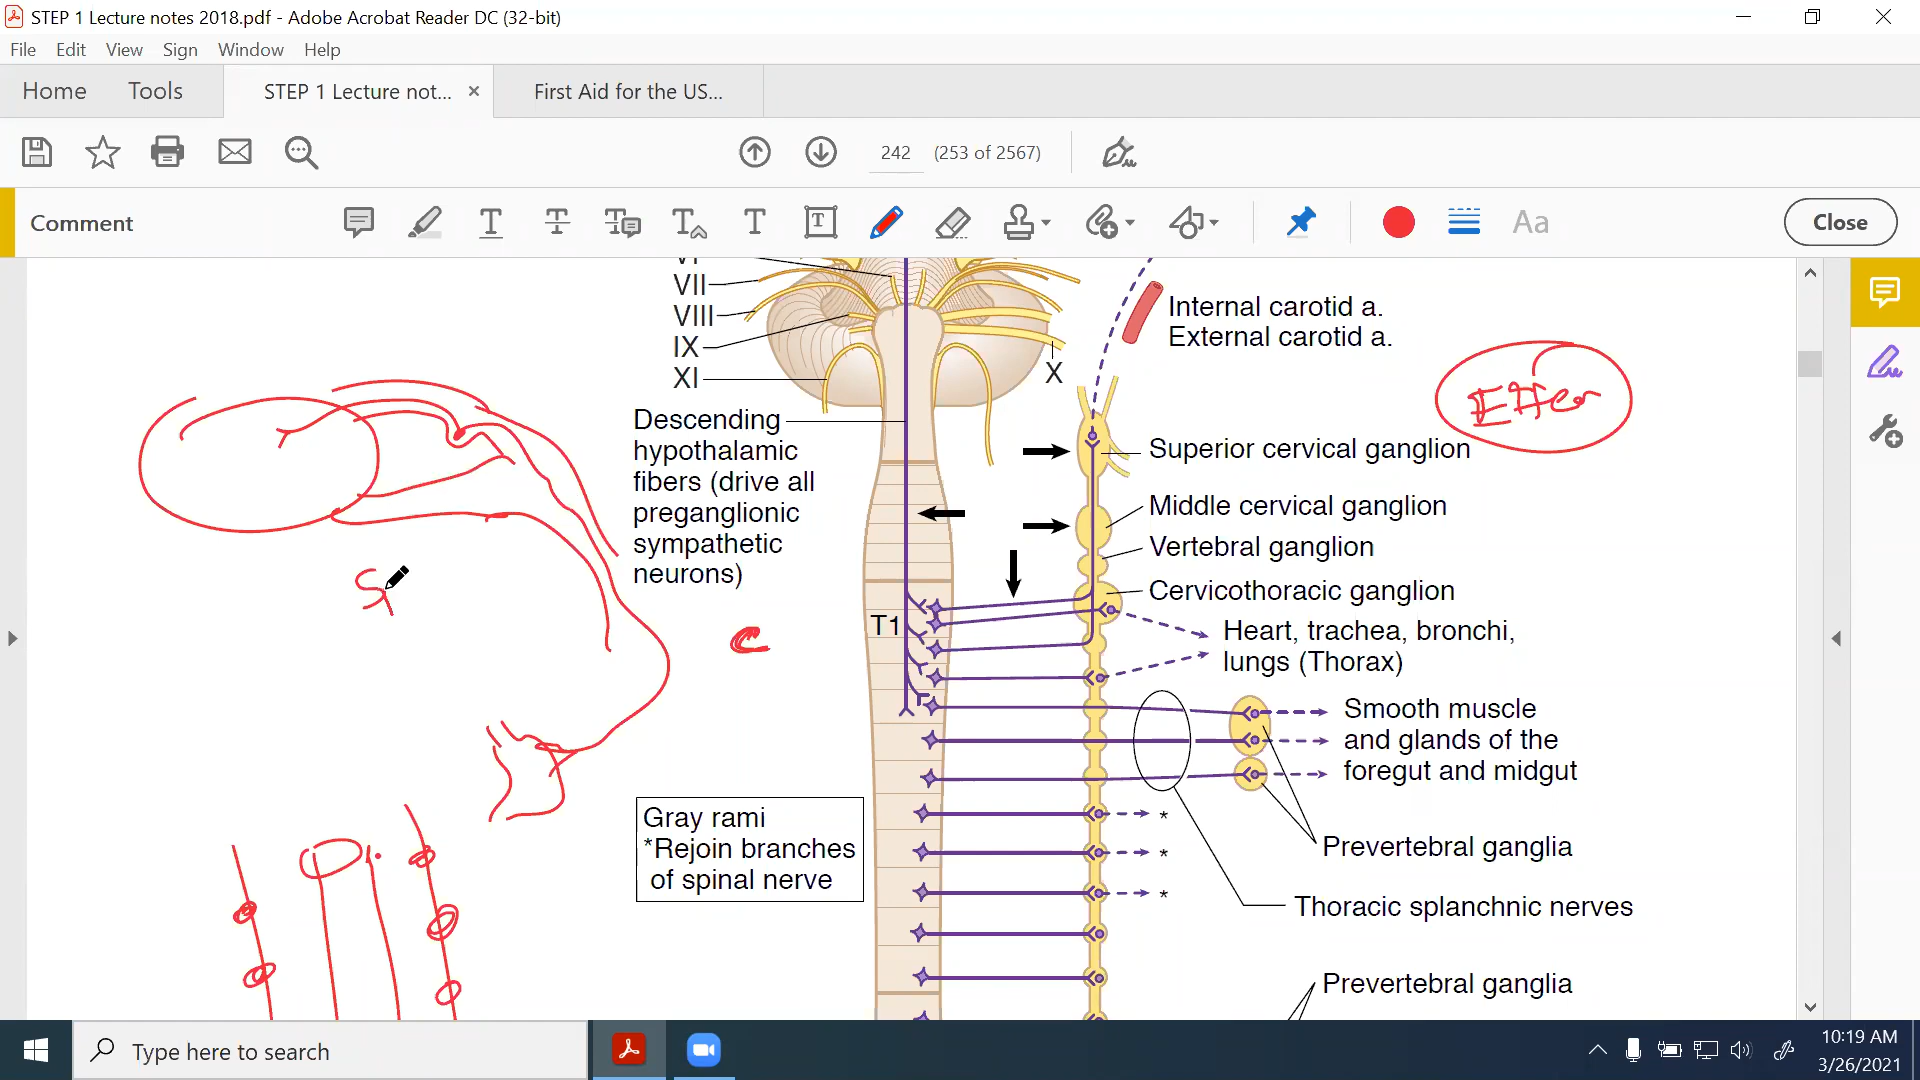 STEP 1 Lecture notes 2018.pdf - Adobe Acrobat Reader DC (32-bit)
File Edit View Sign Window Help
Home Tools STEP 1 Lecture not... × First Aid for the US...
242 (253 of 2567)
Comment Aa Close
VII
VIII
IX
XI
X
Internal carotid a.
External carotid a.
Descending
hypothalamic
fibers (drive all
preganglionic
sympathetic
neurons)
Superior cervical ganglion
Middle cervical ganglion
Vertebral ganglion
Cervicothoracic ganglion
T1
Heart, trachea, bronchi,
lungs (Thorax)
Smooth muscle
and glands of the
foregut and midgut
Gray rami
*Rejoin branches
of spinal nerve
*
*
*
Prevertebral ganglia
Thoracic splanchnic nerves
Prevertebral ganglia
Type here to search
10:19 AM
3/26/2021